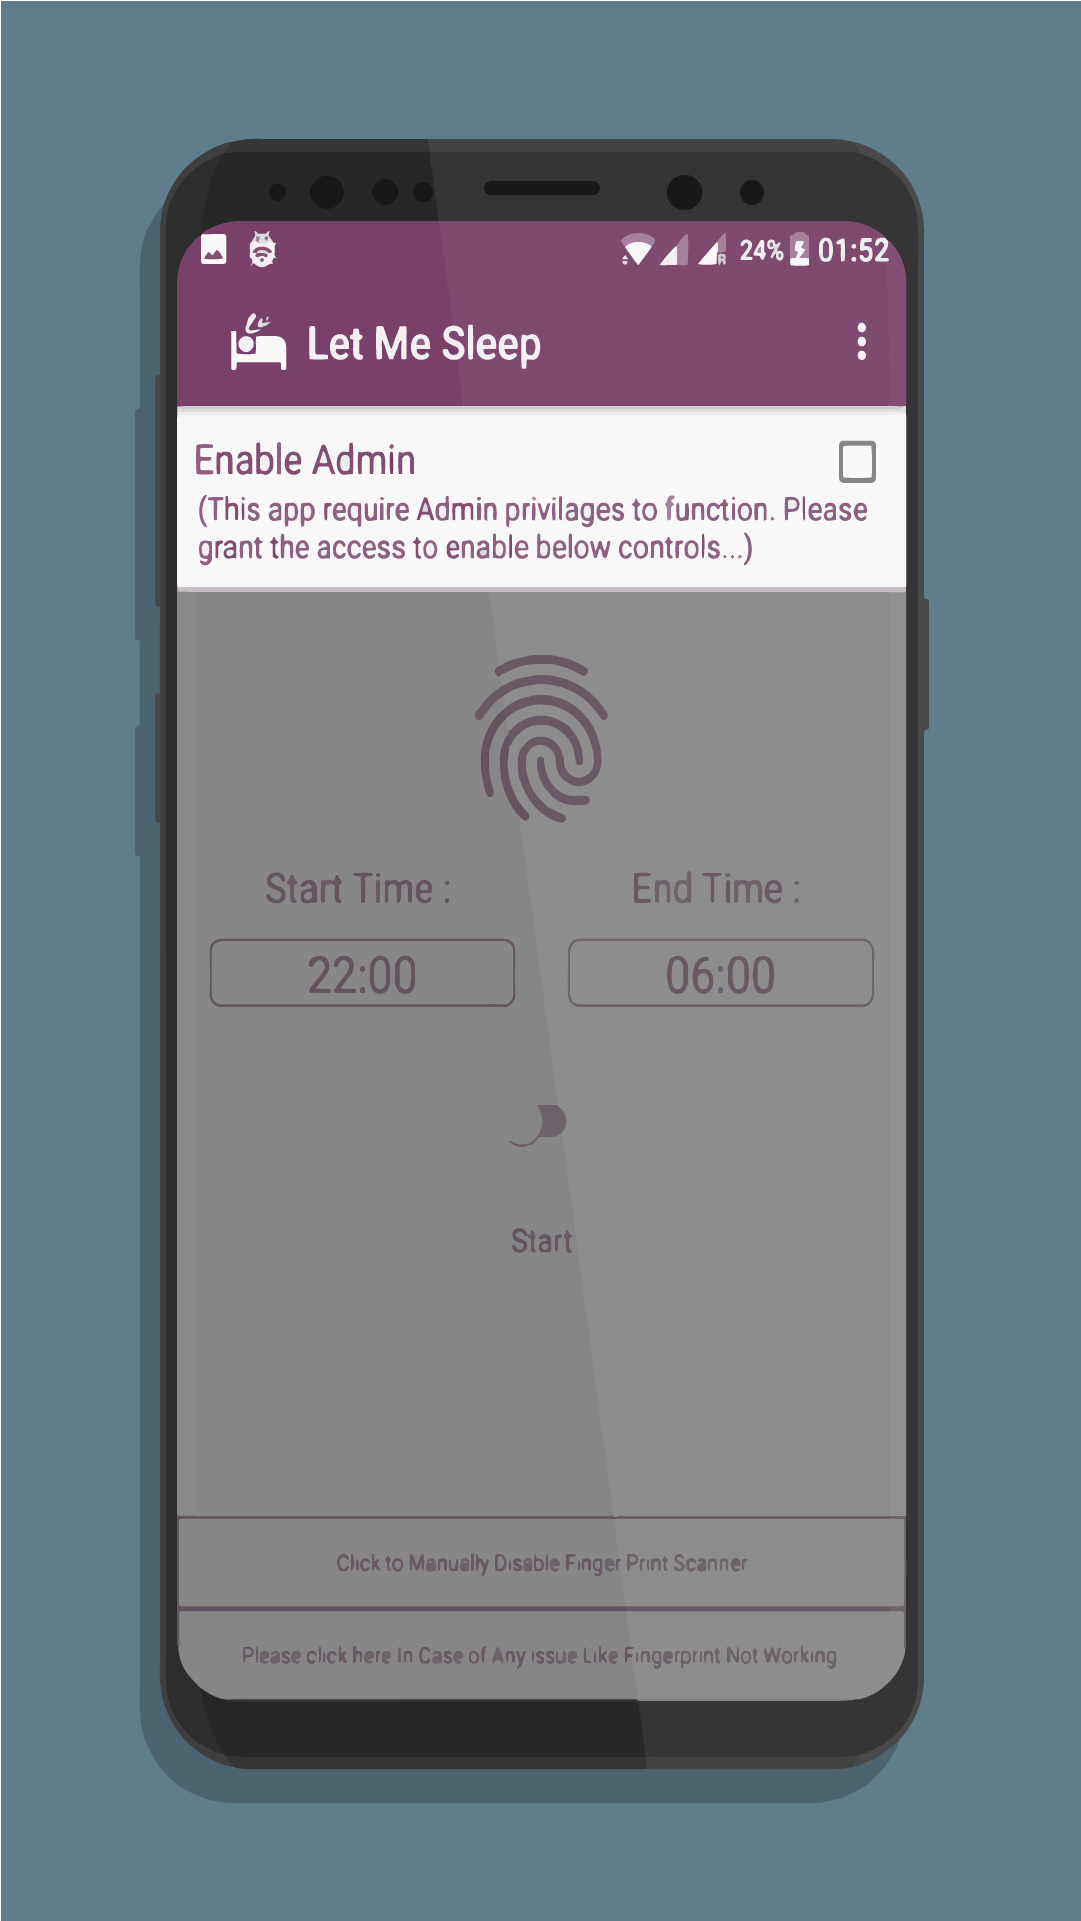 24% 01:52
Let Me Sleep
Enable Admin
(This app require Admin privilages to function. Please
grant the access to enable below controls...)
Start Time : End Time :
22:00 06:00
Start
Click to Manually Disable Finger Print Scanner
Please click here In Case of Any issue Like Fingerprint Not Working